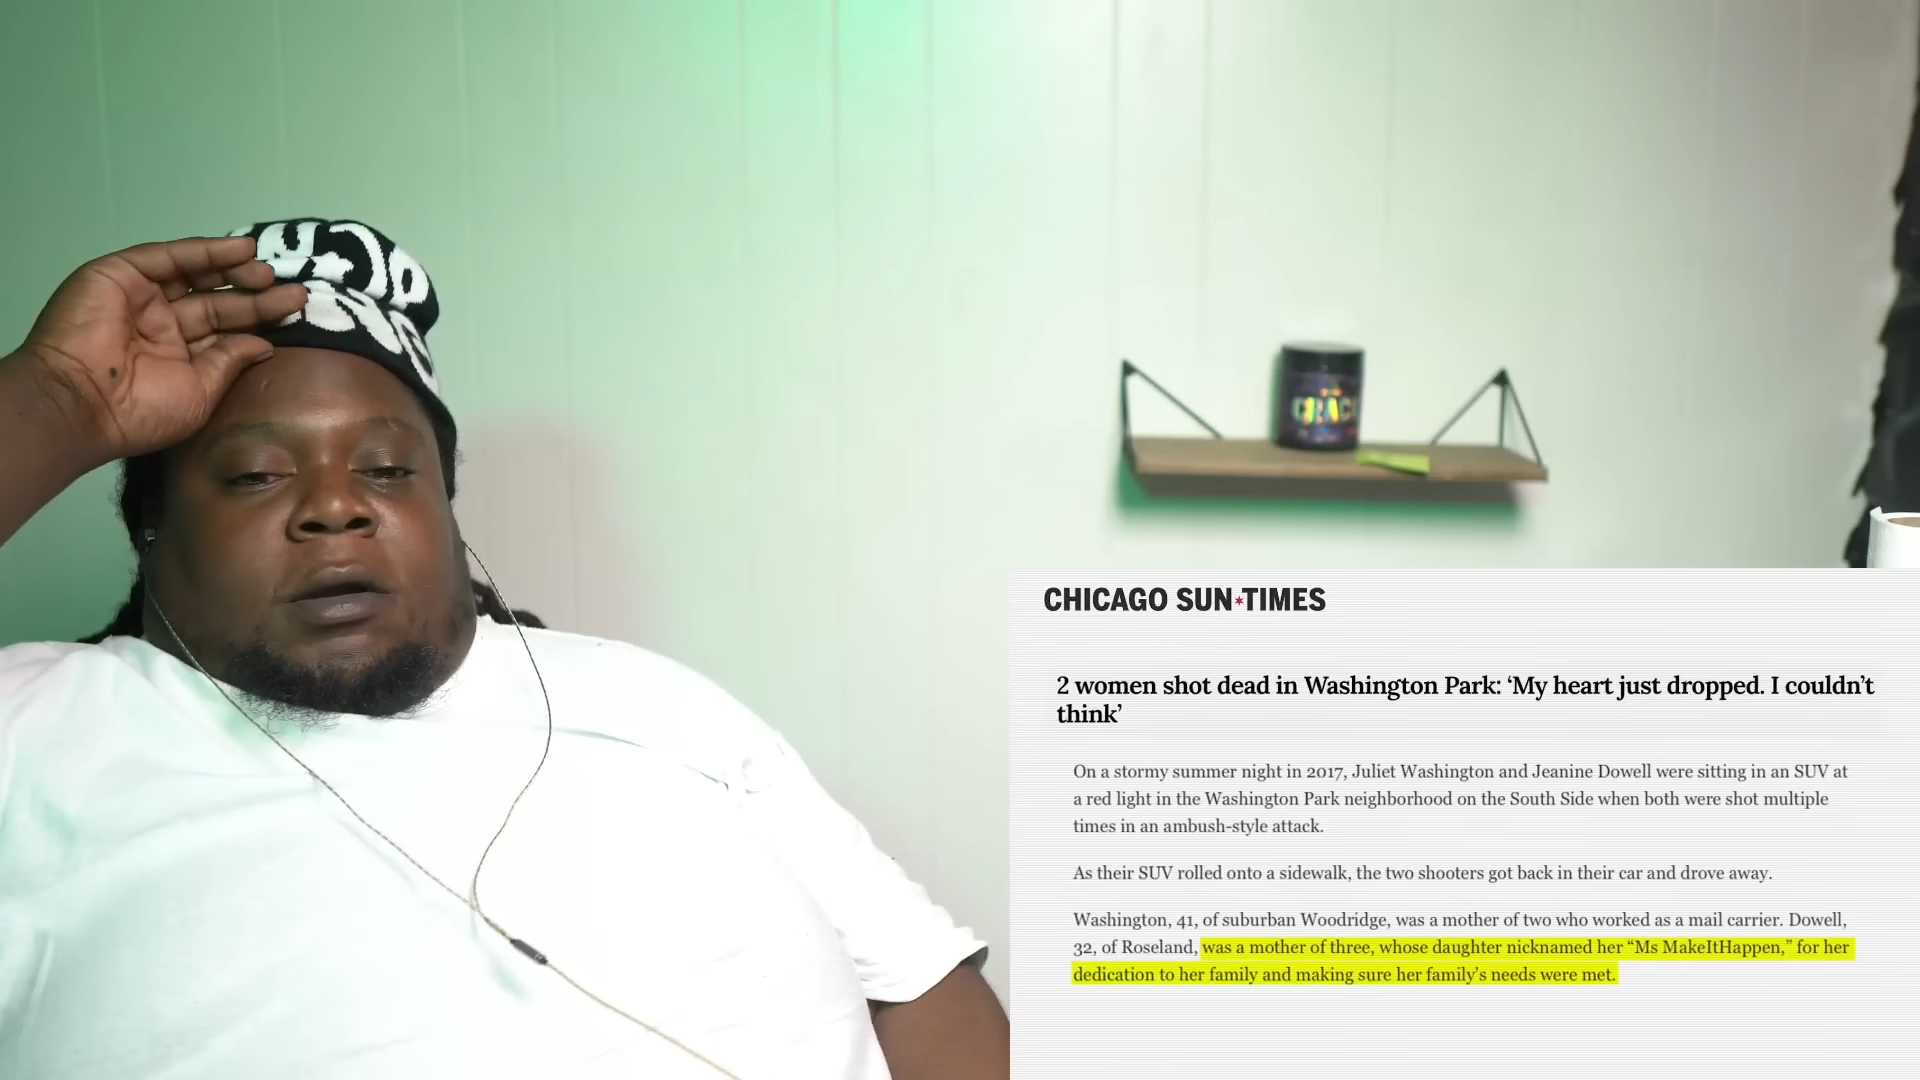 CRAC
CHICAGO SUN★TIMES
2 women shot dead in Washington Park: ‘My heart just dropped. I couldn’t
think’
On a stormy summer night in 2017, Juliet Washington and Jeanine Dowell were sitting in an SUV at
a red light in the Washington Park neighborhood on the South Side when both were shot multiple
times in an ambush-style attack.
As their SUV rolled onto a sidewalk, the two shooters got back in their car and drove away.
Washington, 41, of suburban Woodridge, was a mother of two who worked as a mail carrier. Dowell,
32, of Roseland, was a mother of three, whose daughter nicknamed her “Ms MakeItHappen,” for her
dedication to her family and making sure her family’s needs were met.